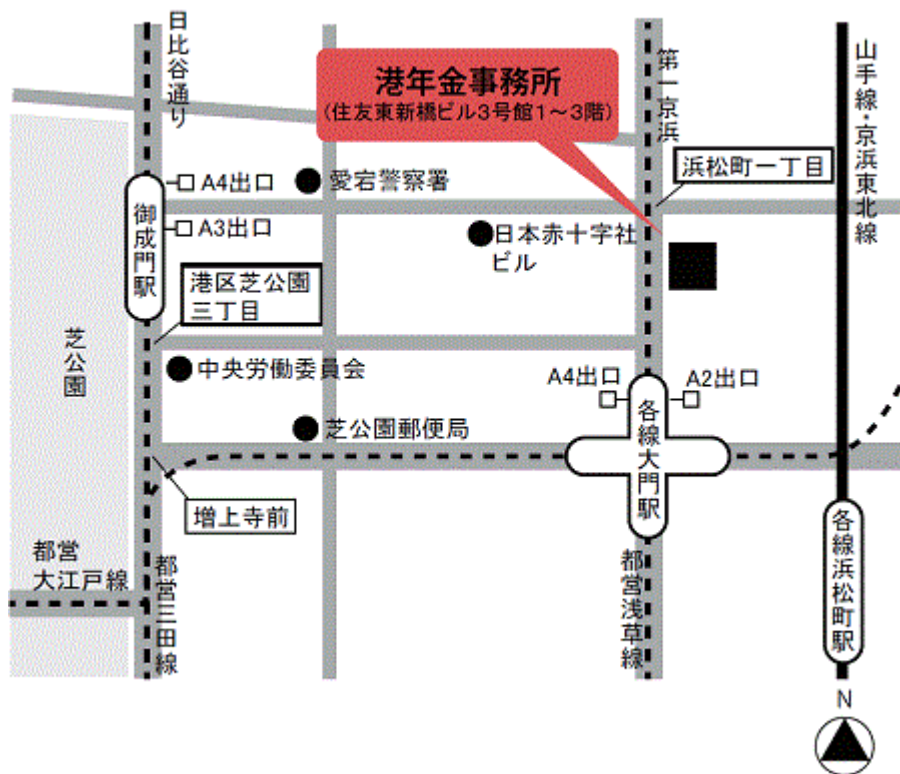 日比谷通り
港年金事務所
(住友東新橋ビル3号館1～3階)
第一京浜
山手線・京浜東北線
浜松町一丁目
A4出口
愛宕警察署
御成門駅
A3出口
日本赤十字社
ビル
港区芝公園
三丁目
芝公園
中央労働委員会
A4出口
A2出口
芝公園郵便局
各線大門駅
増上寺前
都営
大江戸線
都営三田線
都営浅草線
各線浜松町駅
N